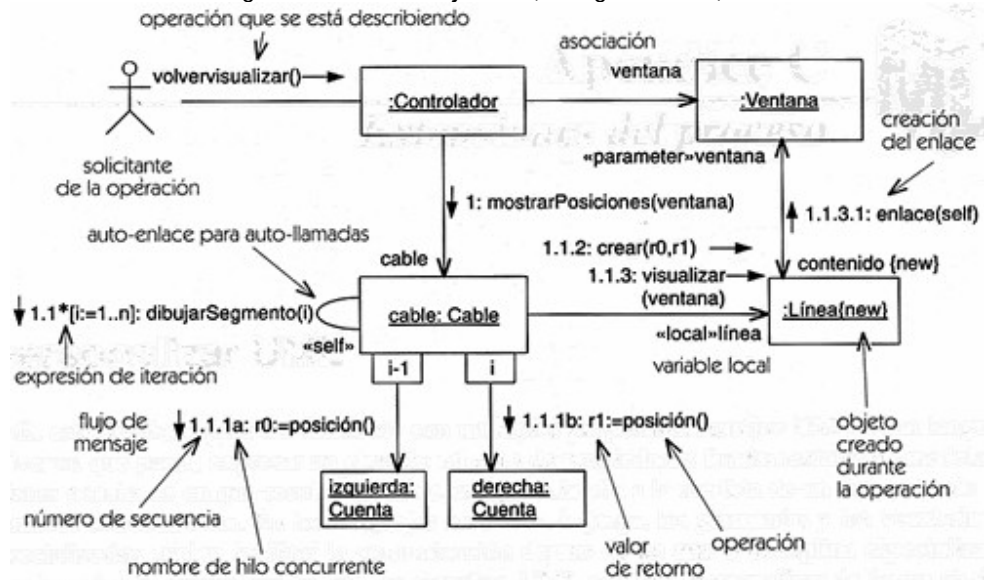 operación que se está describiendo
volvervisualizar()
:Controlador
asociación
ventana
:Ventana
creación
del enlace
solicitante
de la operación
«parameter»ventana
1: mostrarPosiciones(ventana)
1.1.3.1: enlace(self)
auto-enlace para auto-llamadas
cable
1.1.2: crear(r0,r1)
1.1.3: visualizar
(ventana)
contenido {new}
1.1*[i:=1..n]: dibujarSegmento(i)
cable: Cable
:Línea{new}
«self»
«local»línea
expresión de iteración
i-1
i
variable local
flujo de
mensaje
1.1.1a: r0:=posición()
1.1.1b: r1:=posición()
objeto
creado
durante
la operación
izquierda:
Cuenta
derecha:
Cuenta
número de secuencia
nombre de hilo concurrente
valor
de retorno
operación